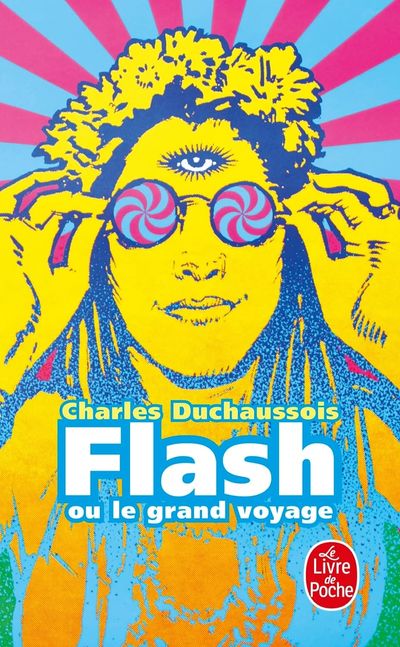 Charles Duchaussois
Flash
ou le grand voyage
Le
Livre
de
Poche